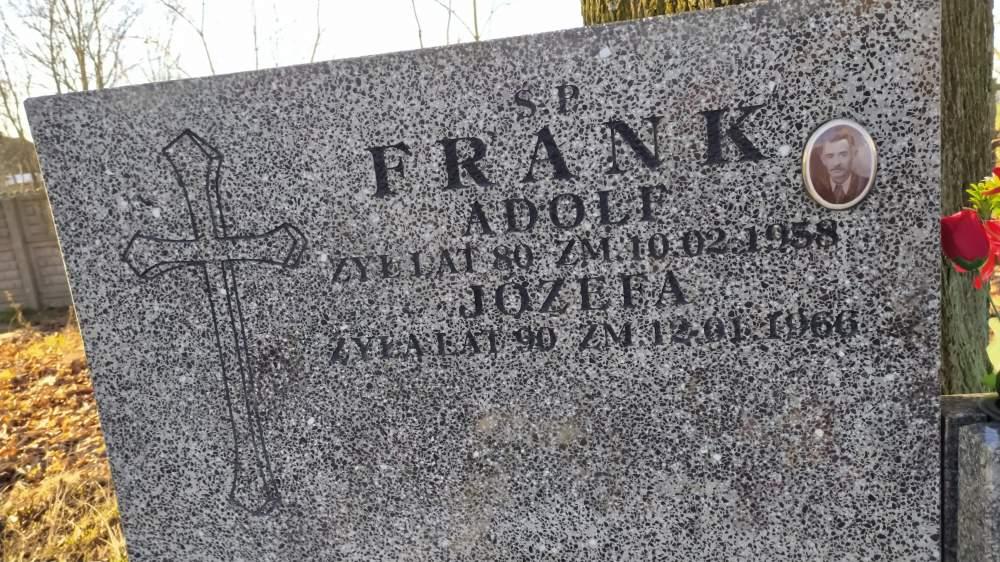 S.P.
FRANK
ADOLF
ŻYŁ LAT 80 ZM. 10.02.1958
JÓZEFA
ŻYŁA LAT 90 ZM. 12.01.1966